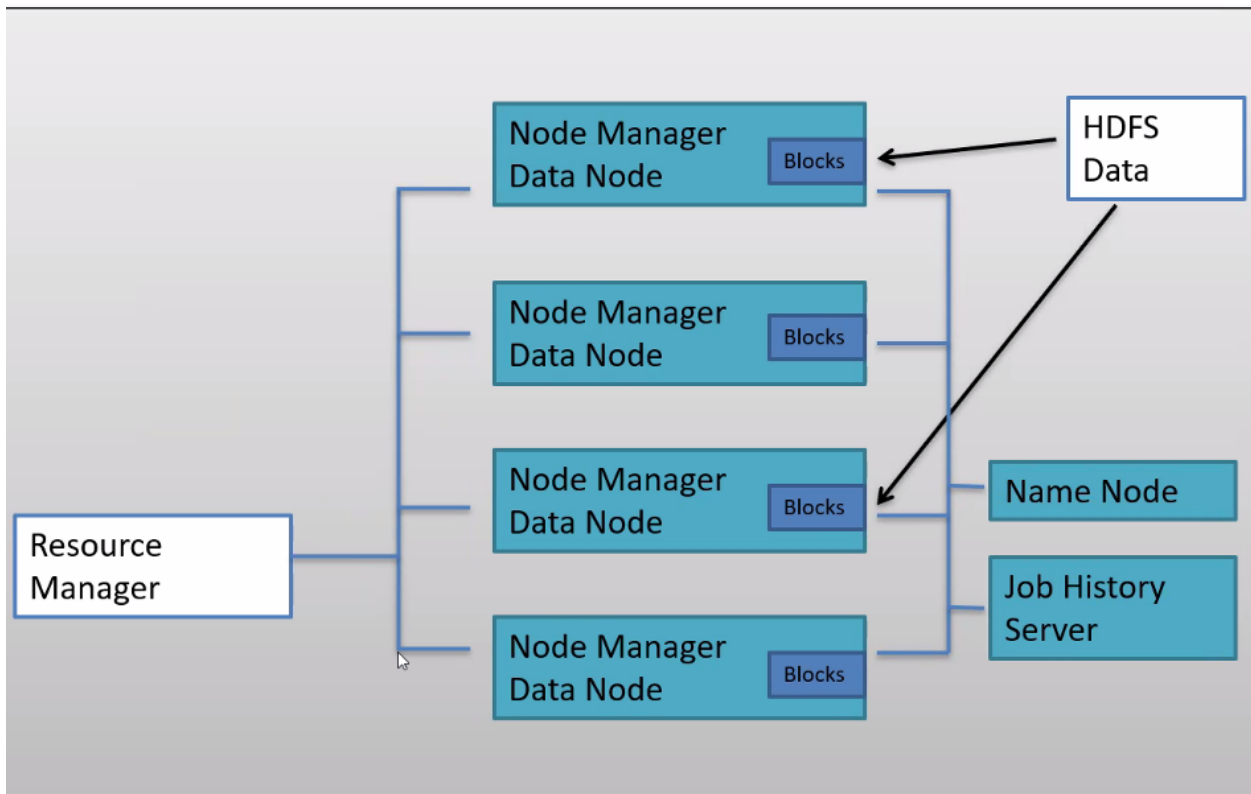 Node Manager
Data Node
Blocks
HDFS
Data
Node Manager
Data Node
Blocks
Node Manager
Data Node
Blocks
Name Node
Resource
Manager
Job History
Server
Node Manager
Data Node
Blocks